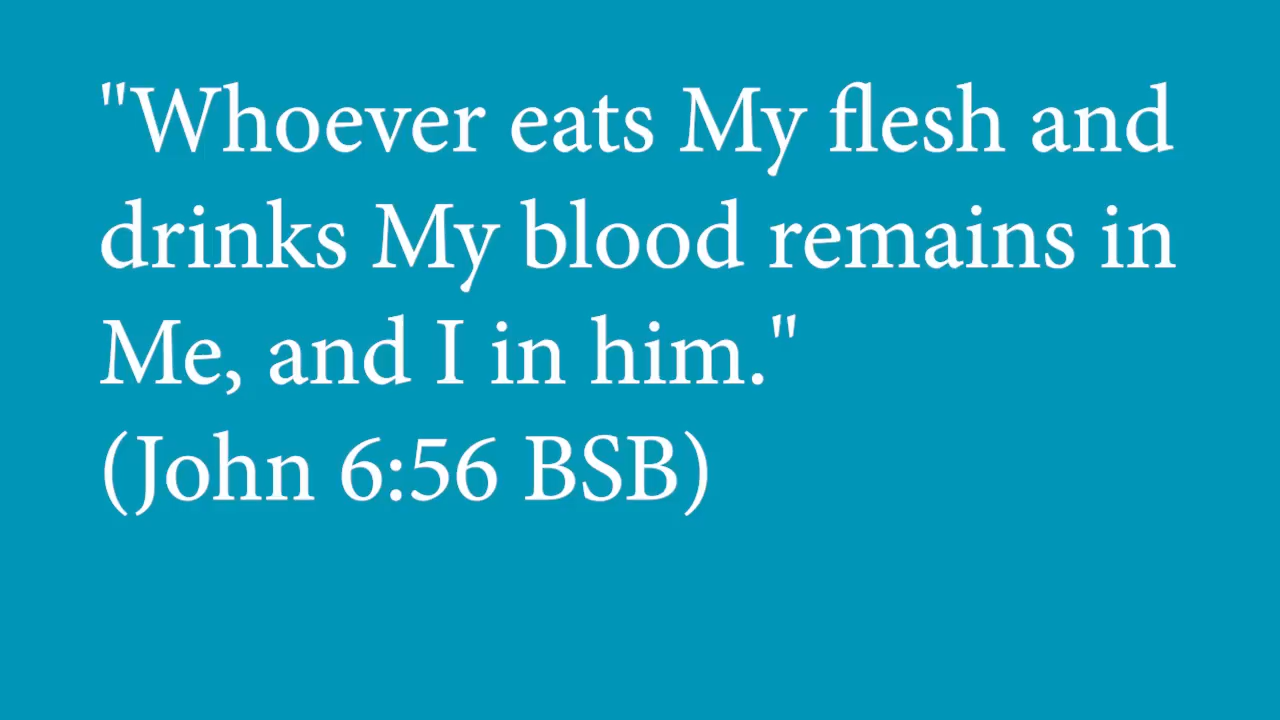 "Whoever eats My flesh and
drinks My blood remains in
Me, and I in him."
(John 6:56 BSB)